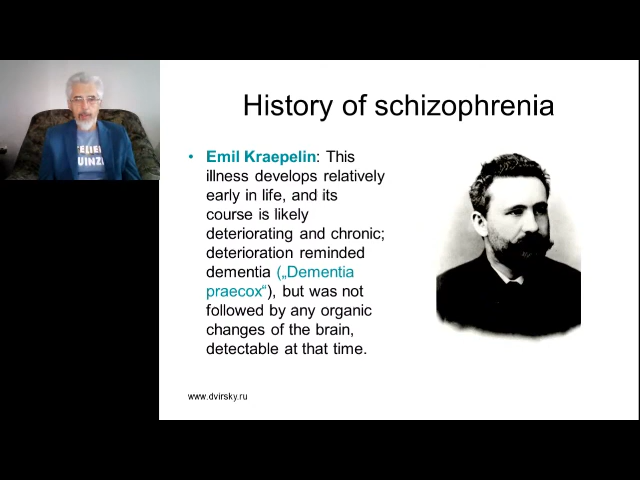 History of schizophrenia
• Emil Kraepelin: This
illness develops relatively
early in life, and its
course is likely
deteriorating and chronic;
deterioration reminded
dementia („Dementia
praecox“), but was not
followed by any organic
changes of the brain,
detectable at that time.
www.dvirsky.ru